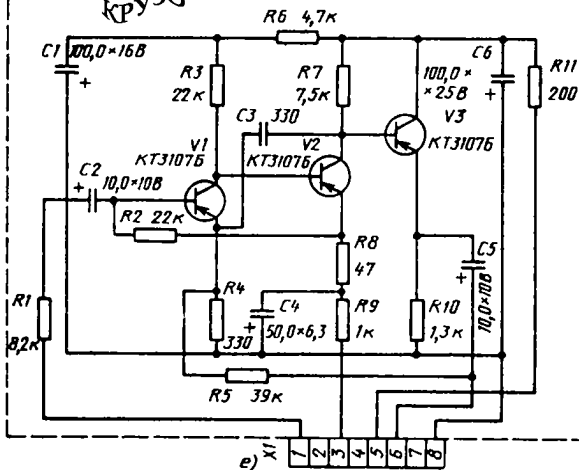 КРУЗ
R6 4,7к
C1 100,0×16В
C6
R11
200
R3
22к
R7
7,5к
100,0×
×25В
C3 330
V3
V1
V2
КТ3107Б
КТ3107Б
КТ3107Б
C2
10,0×10В
R2 22к
C5
10,0×10В
R8
47
R1
8,2к
R4
330
C4
50,0×6,3
R9
1к
R10
1,3к
R5 39к
е) X1 1 2 3 4 5 6 7 8